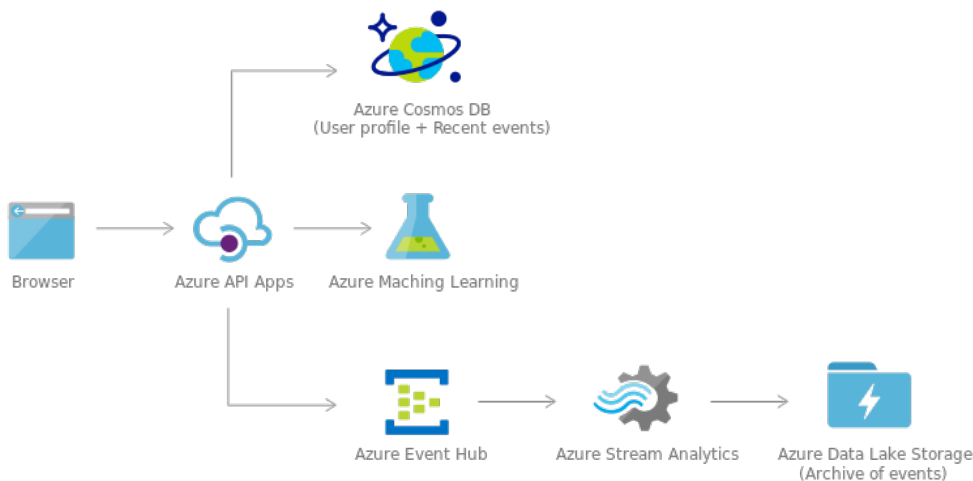 Azure Cosmos DB
(User profile + Recent events)
Browser
Azure API Apps
Azure Maching Learning
Azure Event Hub
Azure Stream Analytics
Azure Data Lake Storage
(Archive of events)